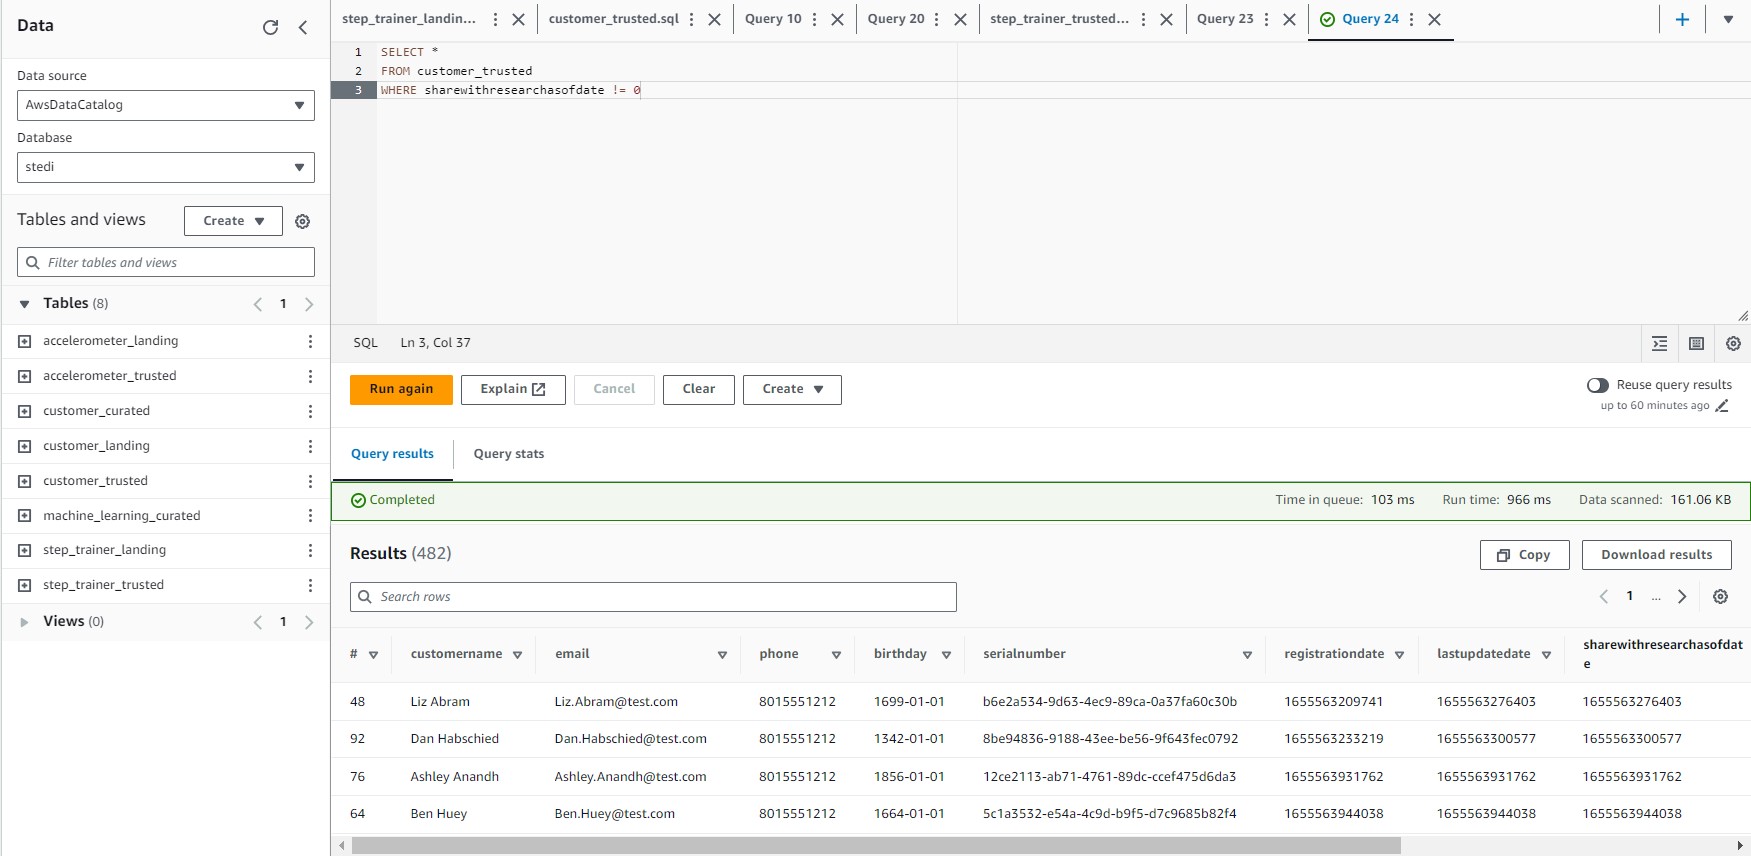 Data
Data source
AwsDataCatalog
Database
stedi
Tables and views
Create
Filter tables and views
Tables (8)
1
accelerometer_landing
accelerometer_trusted
customer_curated
customer_landing
customer_trusted
machine_learning_curated
step_trainer_landing
step_trainer_trusted
Views (0)
1
step_trainer_landin... customer_trusted.sql Query 10 Query 20 step_trainer_trusted... Query 23 Query 24
1 SELECT *
2 FROM customer_trusted
3 WHERE sharewithresearchasofdate != 0
SQL Ln 3, Col 37
Run again Explain Cancel Clear Create
Reuse query results
up to 60 minutes ago
Query results Query stats
Completed Time in queue: 103 ms Run time: 966 ms Data scanned: 161.06 KB
Results (482)
Copy Download results
Search rows
1 ...
# customername email phone birthday serialnumber registrationdate lastupdatedate sharewithresearchasofdat
e
48 Liz Abram Liz.Abram@test.com 8015551212 1699-01-01 b6e2a534-9d63-4ec9-89ca-0a37fa60c30b 1655563209741 1655563276403 1655563276403
92 Dan Habschied Dan.Habschied@test.com 8015551212 1342-01-01 8be94836-9188-43ee-be56-9f643fec0792 1655563233219 1655563300577 1655563300577
76 Ashley Anandh Ashley.Anandh@test.com 8015551212 1856-01-01 12ce2113-ab71-4761-89dc-ccef475d6da3 1655563931762 1655563931762 1655563931762
64 Ben Huey Ben.Huey@test.com 8015551212 1664-01-01 5c1a3532-e54a-4c9d-b9f5-d7c9685b82f4 1655563944038 1655563944038 1655563944038